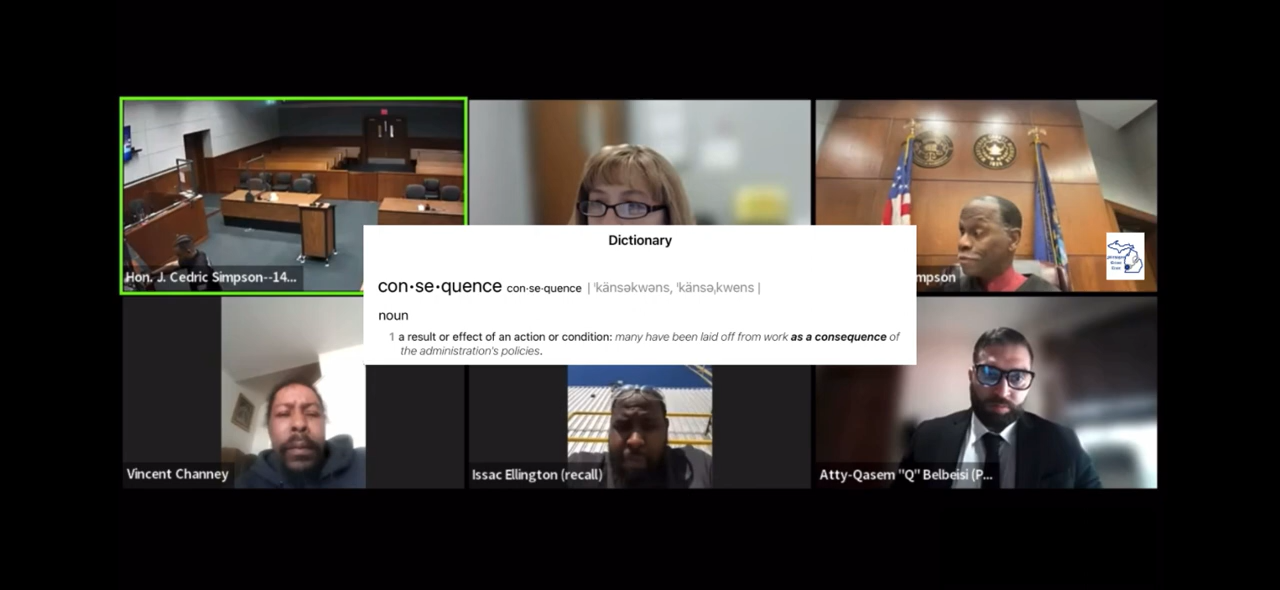 Hon. J. Cedric Simpson--14...
mpson
Dictionary
con·se·quence con·se·quence | ˈkänsəkwəns, ˈkänsəˌkwens |
noun
1 a result or effect of an action or condition: many have been laid off from work as a consequence of
the administration's policies.
Vincent Channey
Issac Ellington (recall)
Atty-Qasem "Q" Belbeisi (P...